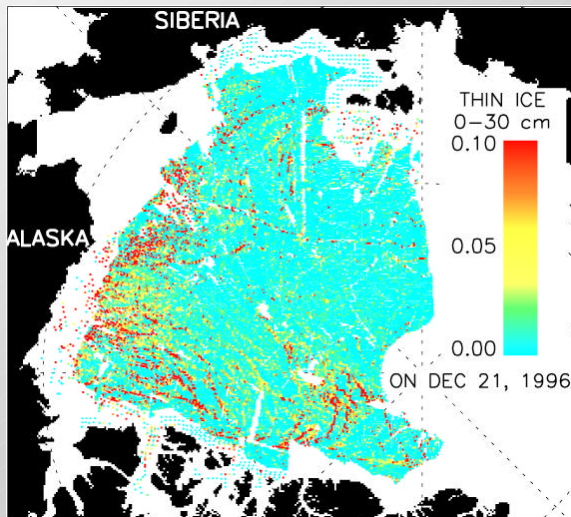 SIBERIA
THIN ICE
0-30 cm
0.10
ALASKA
0.05
0.00
ON DEC 21, 1996